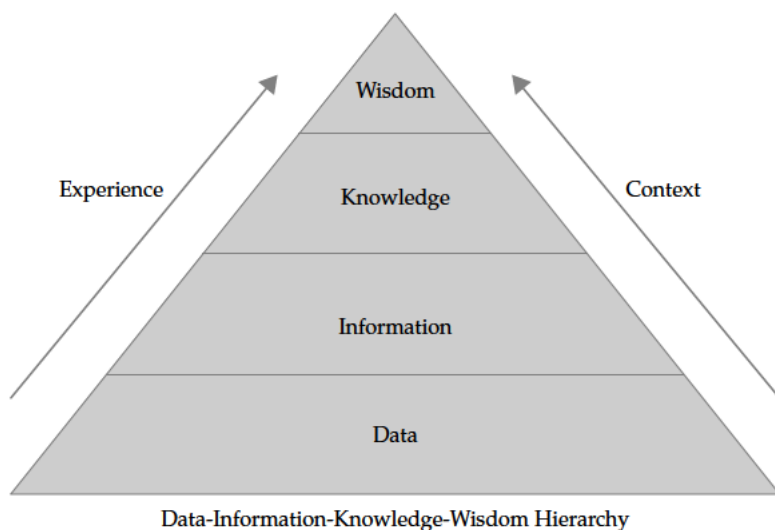 Wisdom
Experience
Knowledge
Context
Information
Data
Data-Information-Knowledge-Wisdom Hierarchy